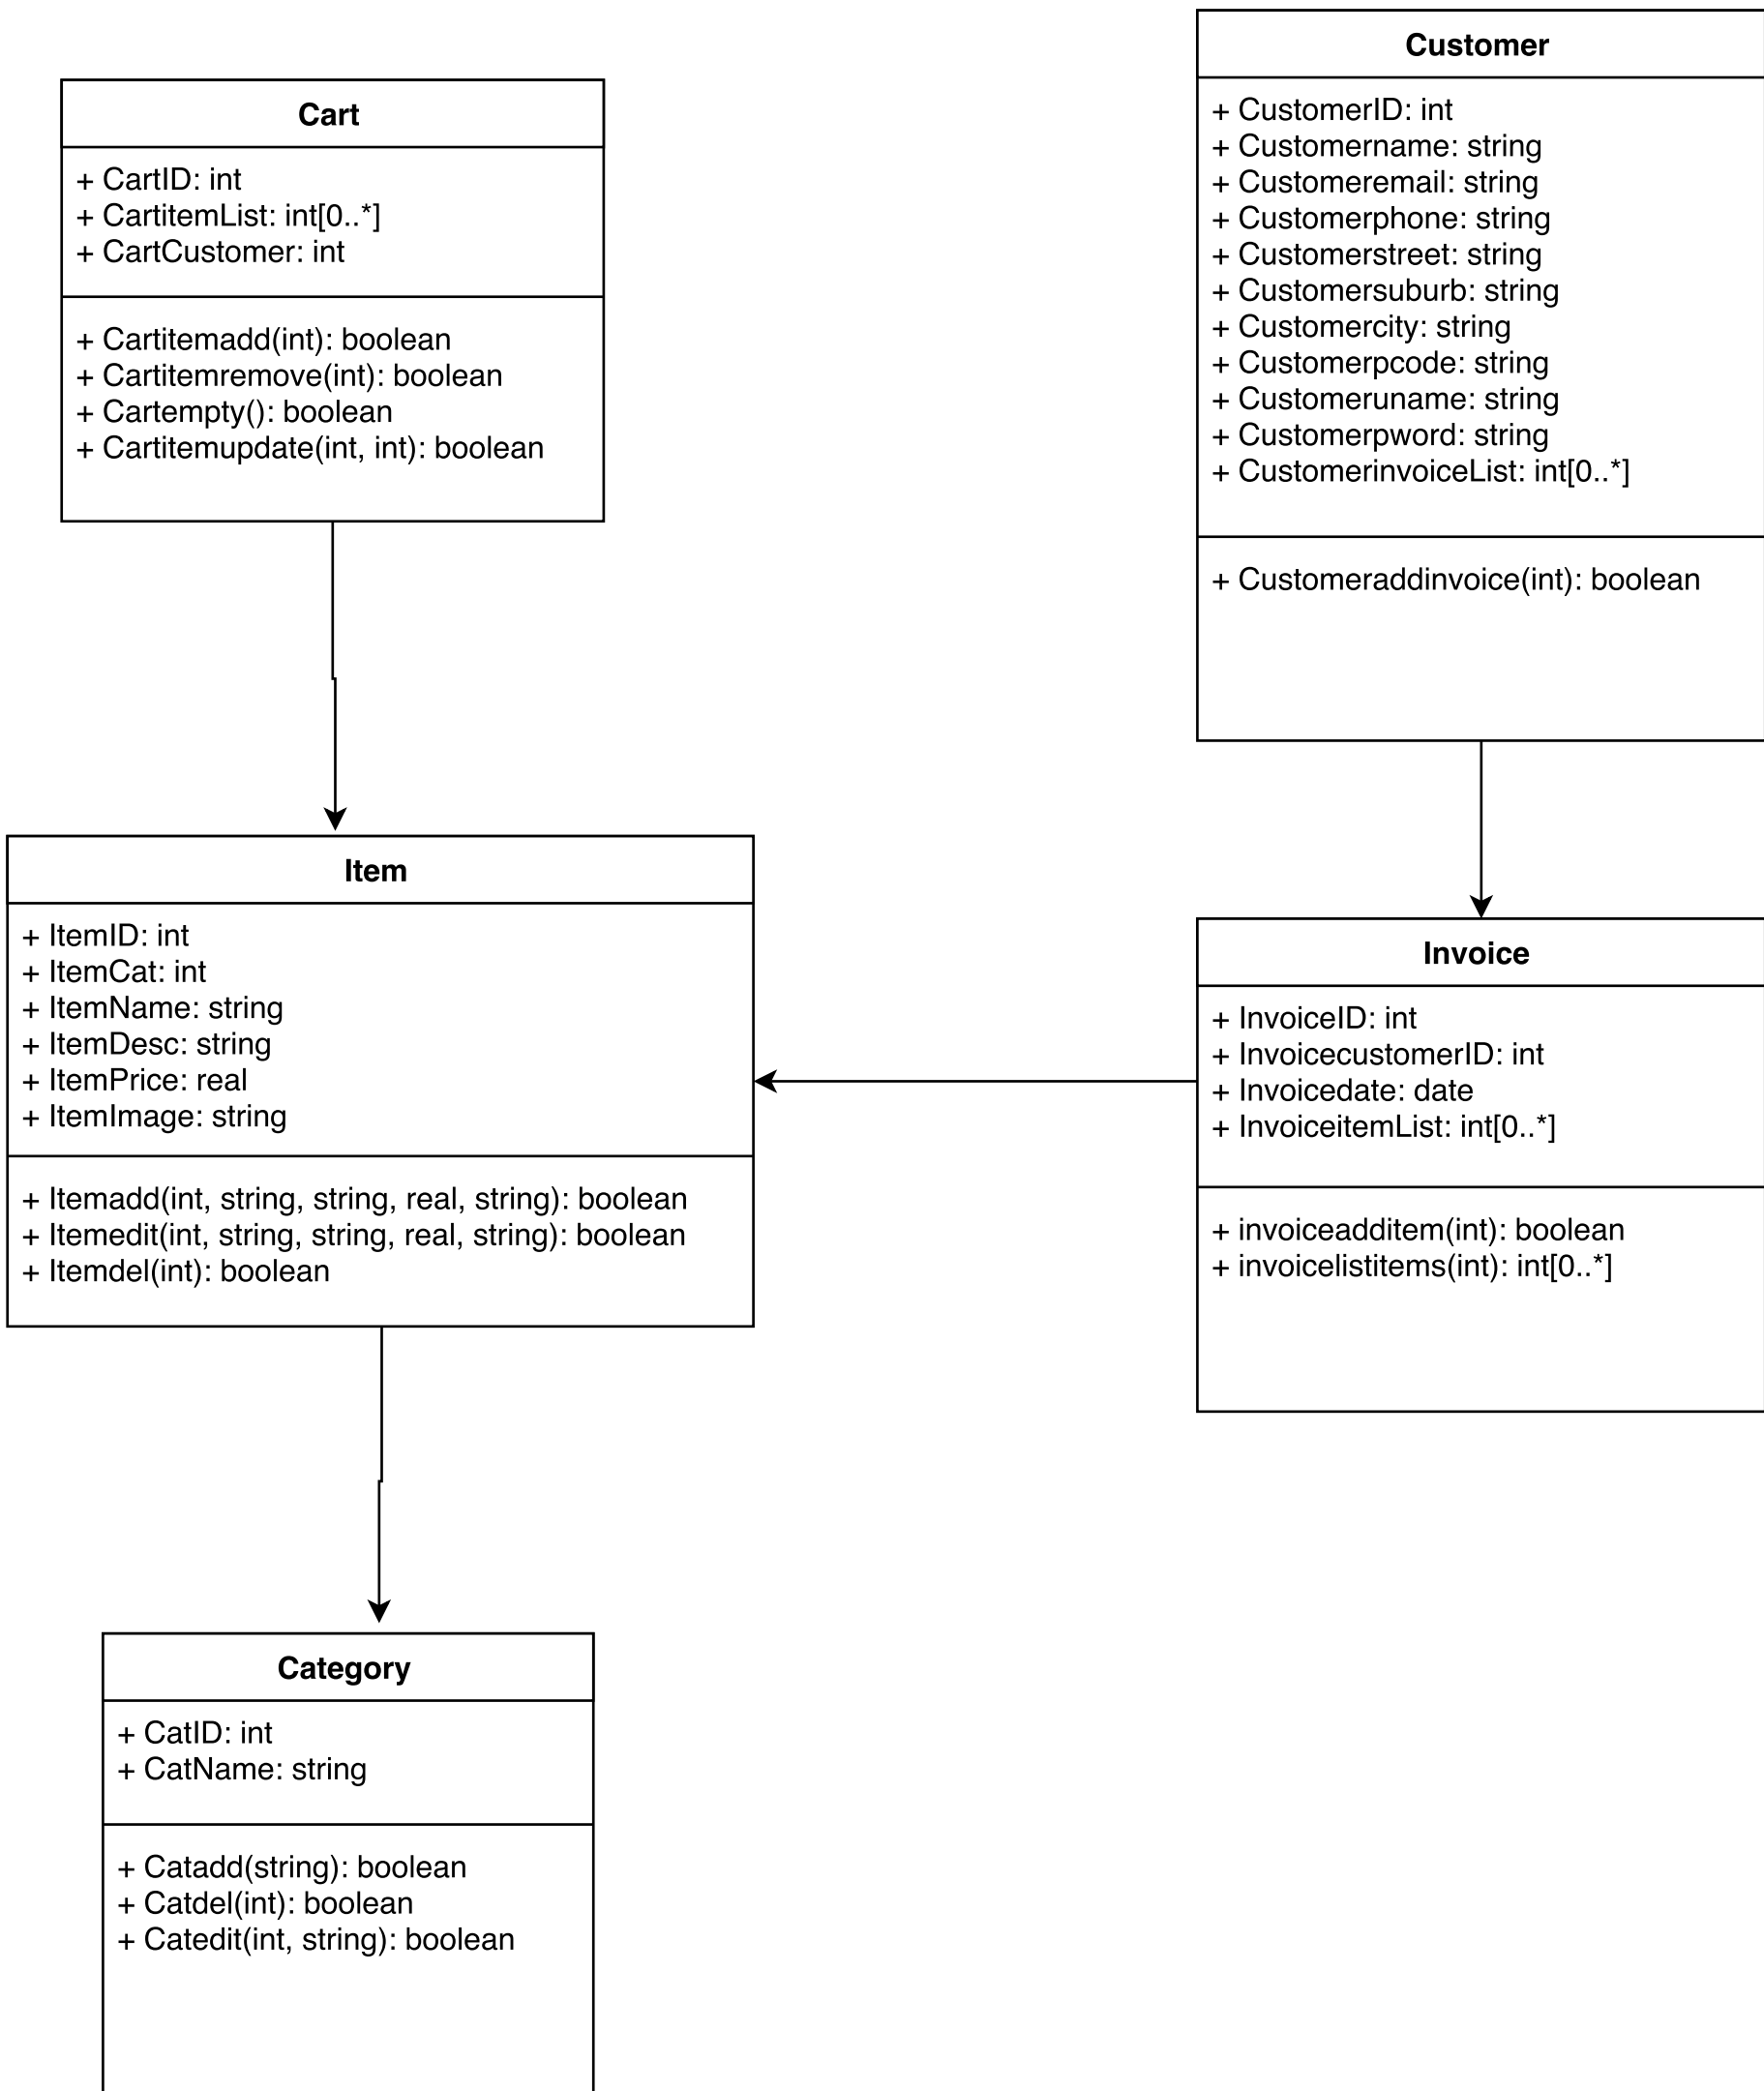 Cart
+ CartID: int
+ CartitemList: int[0..*]
+ CartCustomer: int
+ Cartitemadd(int): boolean
+ Cartitemremove(int): boolean
+ Cartempty(): boolean
+ Cartitemupdate(int, int): boolean
Customer
+ CustomerID: int
+ Customername: string
+ Customeremail: string
+ Customerphone: string
+ Customerstreet: string
+ Customersuburb: string
+ Customercity: string
+ Customerpcode: string
+ Customeruname: string
+ Customerpword: string
+ CustomerinvoiceList: int[0..*]
+ Customeraddinvoice(int): boolean
Item
+ ItemID: int
+ ItemCat: int
+ ItemName: string
+ ItemDesc: string
+ ItemPrice: real
+ ItemImage: string
+ Itemadd(int, string, string, real, string): boolean
+ Itemedit(int, string, string, real, string): boolean
+ Itemdel(int): boolean
Invoice
+ InvoiceID: int
+ InvoicecustomerID: int
+ Invoicedate: date
+ InvoiceitemList: int[0..*]
+ invoiceadditem(int): boolean
+ invoicelistitems(int): int[0..*]
Category
+ CatID: int
+ CatName: string
+ Catadd(string): boolean
+ Catdel(int): boolean
+ Catedit(int, string): boolean